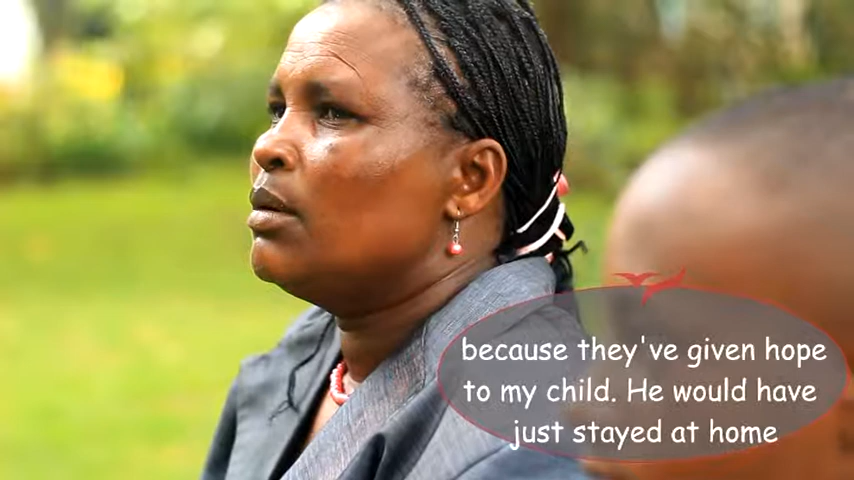 because they've given hope
to my child. He would have
just stayed at home